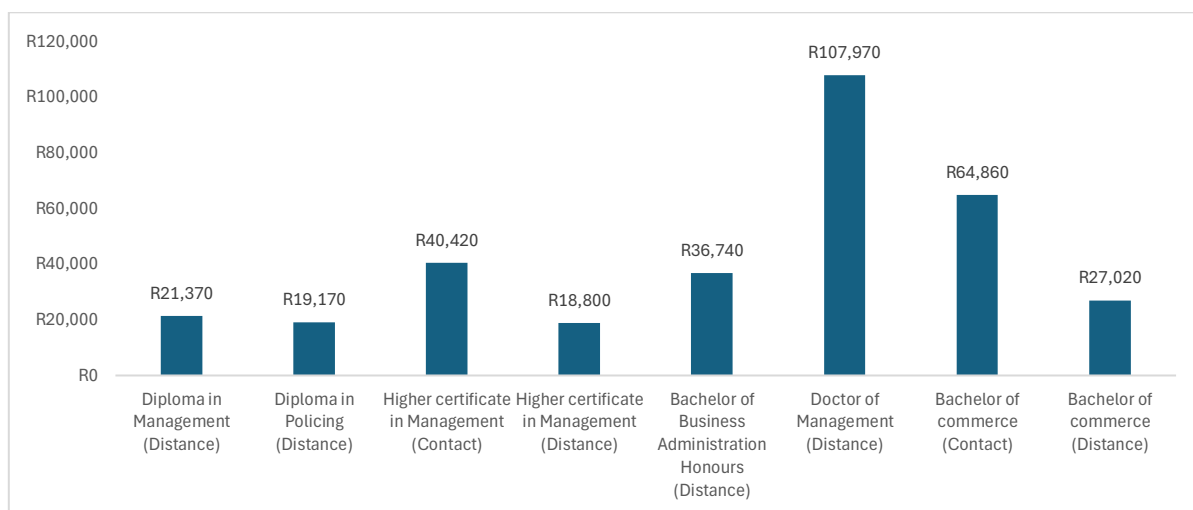 R120,000
R100,000
R80,000
R60,000
R40,000
R20,000
R0
R21,370
R19,170
R40,420
R18,800
R36,740
R107,970
R64,860
R27,020
Diploma in
Management
(Distance)
Diploma in
Policing
(Distance)
Higher certificate
in Management
(Contact)
Higher certificate
in Management
(Distance)
Bachelor of
Business
Administration
Honours
(Distance)
Doctor of
Management
(Distance)
Bachelor of
commerce
(Contact)
Bachelor of
commerce
(Distance)